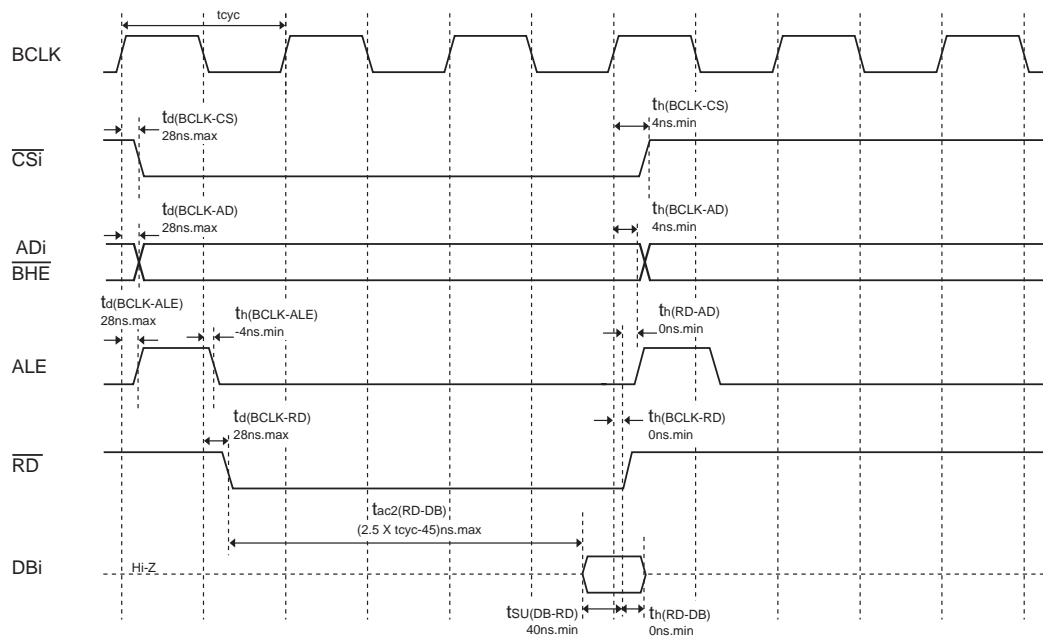 tcyc
BCLK
td(BCLK-CS)
28ns.max
th(BCLK-CS)
4ns.min
CSi
td(BCLK-AD)
28ns.max
th(BCLK-AD)
4ns.min
ADi
BHE
td(BCLK-ALE)
28ns.max
th(BCLK-ALE)
-4ns.min
th(RD-AD)
0ns.min
ALE
td(BCLK-RD)
28ns.max
th(BCLK-RD)
0ns.min
RD
tac2(RD-DB)
(2.5 X tcyc-45)ns.max
DBi
Hi-Z
tSU(DB-RD)
40ns.min
th(RD-DB)
0ns.min